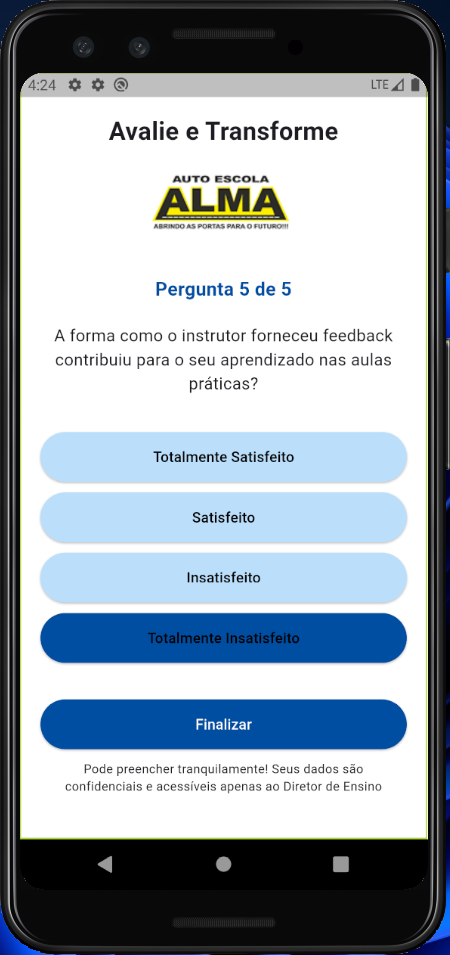 4:24
LTE
Avalie e Transforme
AUTO ESCOLA
ALMA
ABRINDO AS PORTAS PARA O FUTURO!!!
Pergunta 5 de 5
A forma como o instrutor forneceu feedback
contribuiu para o seu aprendizado nas aulas
práticas?
Totalmente Satisfeito
Satisfeito
Insatisfeito
Totalmente Insatisfeito
Finalizar
Pode preencher tranquilamente! Seus dados são
confidenciais e acessíveis apenas ao Diretor de Ensino